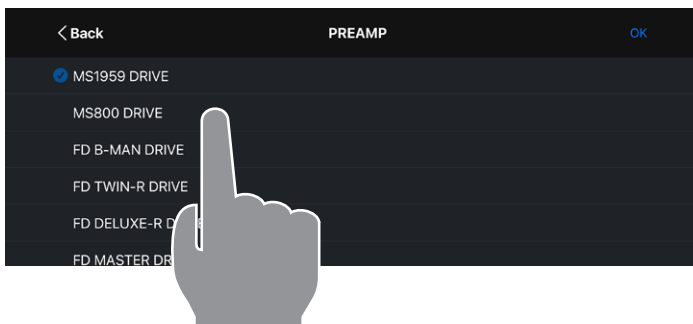 Back PREAMP OK
MS1959 DRIVE
MS800 DRIVE
FD B-MAN DRIVE
FD TWIN-R DRIVE
FD DELUXE-R
FD MASTER